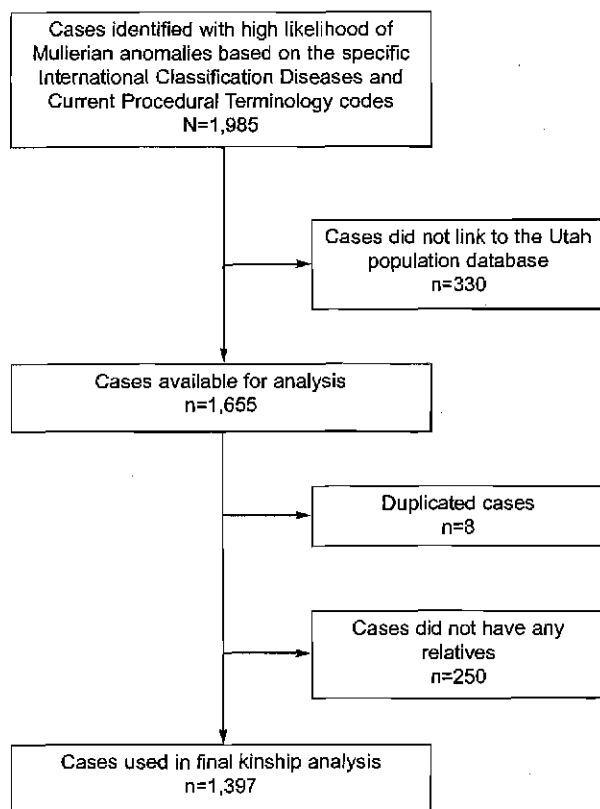 Cases identified with high likelihood of
Mullerian anomalies based on the specific
International Classification Diseases and
Current Procedural Terminology codes
N=1,985
Cases did not link to the Utah
population database
n=330
Cases available for analysis
n=1,655
Duplicated cases
n=8
Cases did not have any
relatives
n=250
Cases used in final kinship analysis
n=1,397